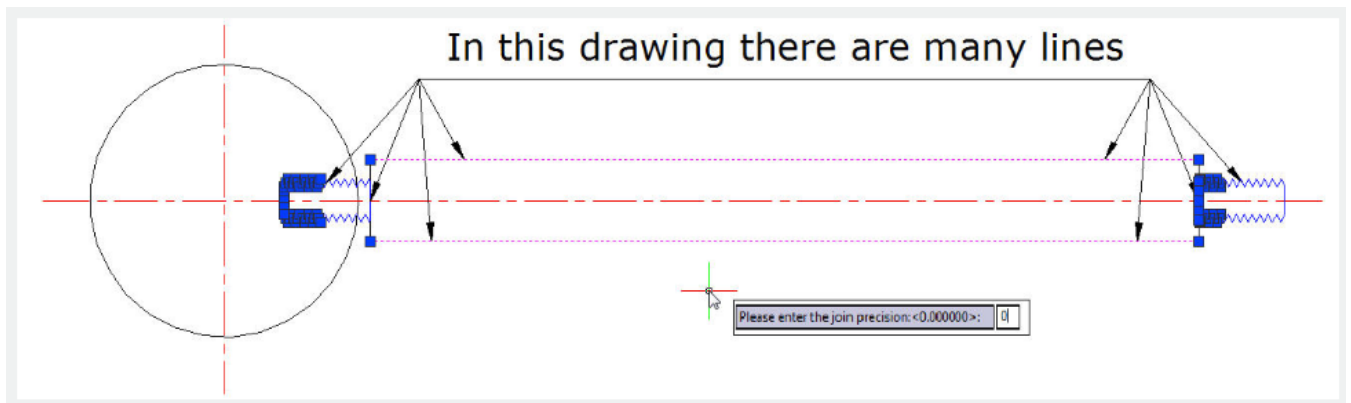 In this drawing there are many lines
Please enter the join precision:<0.000000>: 0